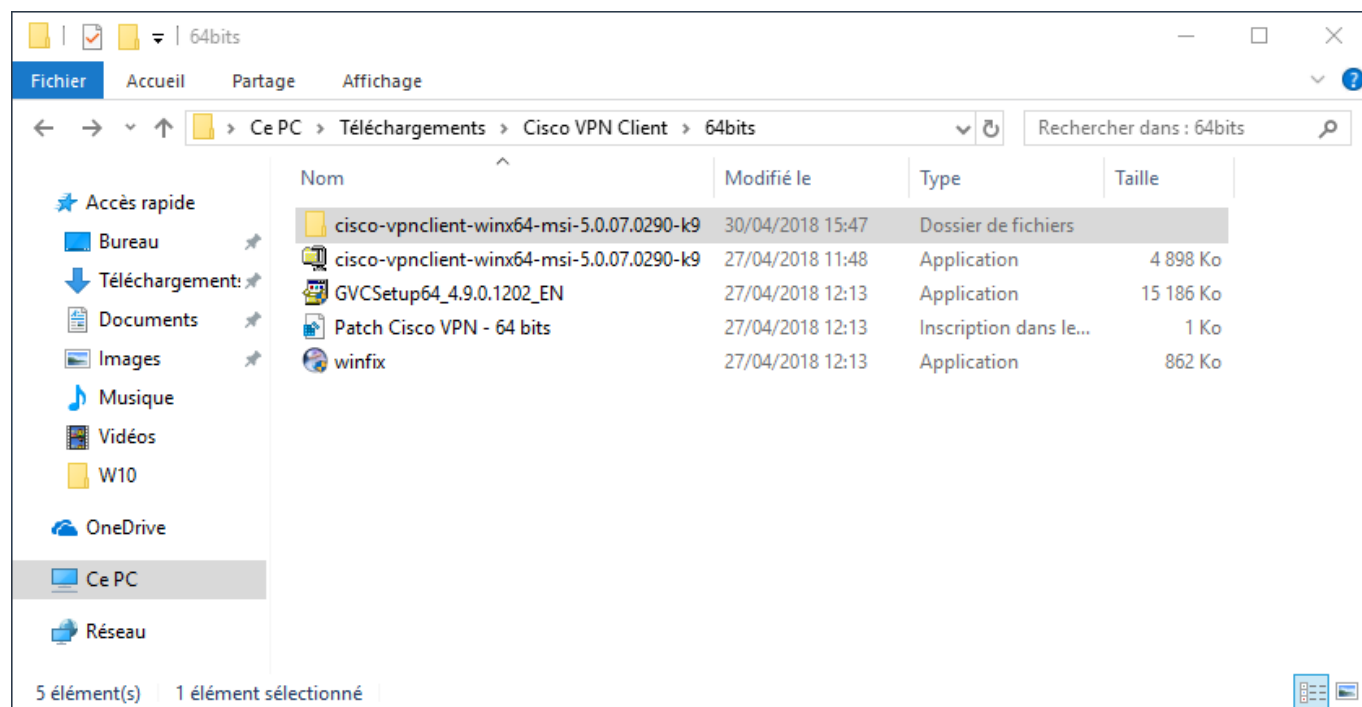 64bits
Fichier Accueil Partage Affichage
Ce PC > Téléchargements > Cisco VPN Client > 64bits Rechercher dans : 64bits
Nom Modifié le Type Taille
Accès rapide
Bureau
Téléchargement:
Documents
Images
Musique
Vidéos
W10
OneDrive
Ce PC
Réseau
cisco-vpnclient-winx64-msi-5.0.07.0290-k9 30/04/2018 15:47 Dossier de fichiers
cisco-vpnclient-winx64-msi-5.0.07.0290-k9 27/04/2018 11:48 Application 4 898 Ko
GVCSetup64_4.9.0.1202_EN 27/04/2018 12:13 Application 15 186 Ko
Patch Cisco VPN - 64 bits 27/04/2018 12:13 Inscription dans le... 1 Ko
winfix 27/04/2018 12:13 Application 862 Ko
5 élément(s) 1 élément sélectionné